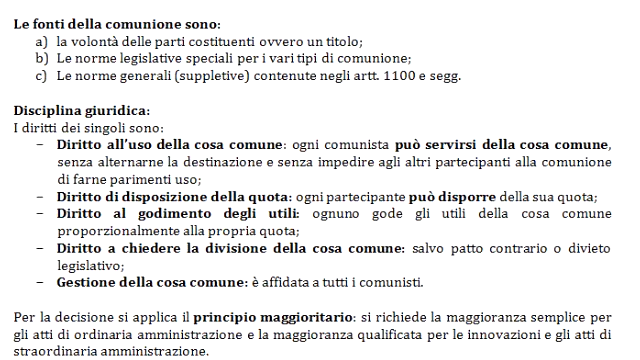 Le fonti della comunione sono:
a) la volontà delle parti costituenti ovvero un titolo;
b) Le norme legislative speciali per i vari tipi di comunione;
c) Le norme generali (suppletive) contenute negli artt. 1100 e segg.
Disciplina giuridica:
I diritti dei singoli sono:
– Diritto all'uso della cosa comune: ogni comunista può servirsi della cosa comune,
senza alternarne la destinazione e senza impedire agli altri partecipanti alla comunione
di farne parimenti uso;
– Diritto di disposizione della quota: ogni partecipante può disporre della sua quota;
– Diritto al godimento degli utili: ognuno gode gli utili della cosa comune
proporzionalmente alla propria quota;
– Diritto a chiedere la divisione della cosa comune: salvo patto contrario o divieto
legislativo;
– Gestione della cosa comune: è affidata a tutti i comunisti.
Per la decisione si applica il principio maggioritario: si richiede la maggioranza semplice per
gli atti di ordinaria amministrazione e la maggioranza qualificata per le innovazioni e gli atti di
straordinaria amministrazione.